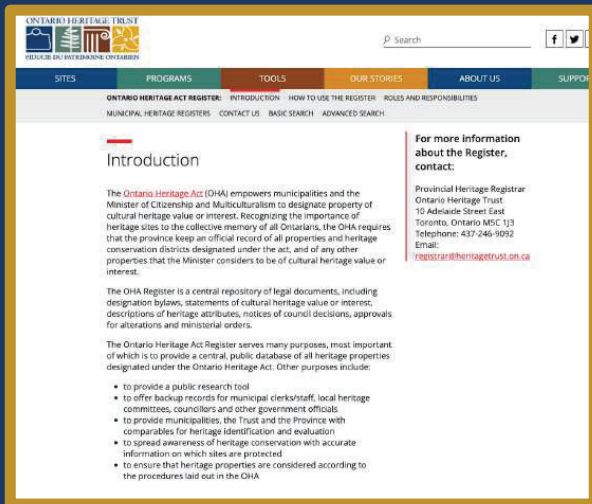 ONTARIO HERITAGE TRUST
FIDUCIE DU PATRIMOINE ONTARIEN
Search
SITES PROGRAMS TOOLS OUR STORIES ABOUT US SUPPOR
ONTARIO HERITAGE ACT REGISTER: INTRODUCTION HOW TO USE THE REGISTER ROLES AND RESPONSIBILITIES
MUNICIPAL HERITAGE REGISTERS CONTACT US BASIC SEARCH ADVANCED SEARCH
Introduction
The Ontario Heritage Act (OHA) empowers municipalities and the
Minister of Citizenship and Multiculturalism to designate property of
cultural heritage value or interest. Recognizing the importance of
heritage sites to the collective memory of all Ontarians, the OHA requires
that the province keep an official record of all properties and heritage
conservation districts designated under the act, and of any other
properties that the Minister considers to be of cultural heritage value or
interest.
The OHA Register is a central repository of legal documents, including
designation bylaws, statements of cultural heritage value or interest,
descriptions of heritage attributes, notices of council decisions, approvals
for alterations and ministerial orders.
The Ontario Heritage Act Register serves many purposes, most important
of which is to provide a central, public database of all heritage properties
designated under the Ontario Heritage Act. Other purposes include:
• to provide a public research tool
• to offer backup records for municipal clerks/staff, local heritage
committees, councillors and other government officials
• to provide municipalities, the Trust and the Province with
comparables for heritage identification and evaluation
• to spread awareness of heritage conservation with accurate
information on which sites are protected
• to ensure that heritage properties are considered according to
the procedures laid out in the OHA
For more information
about the Register,
contact:
Provincial Heritage Registrar
Ontario Heritage Trust
10 Adelaide Street East
Toronto, Ontario M5C 1J3
Telephone: 437-246-9092
Email:
registrar@heritagetrust.on.ca